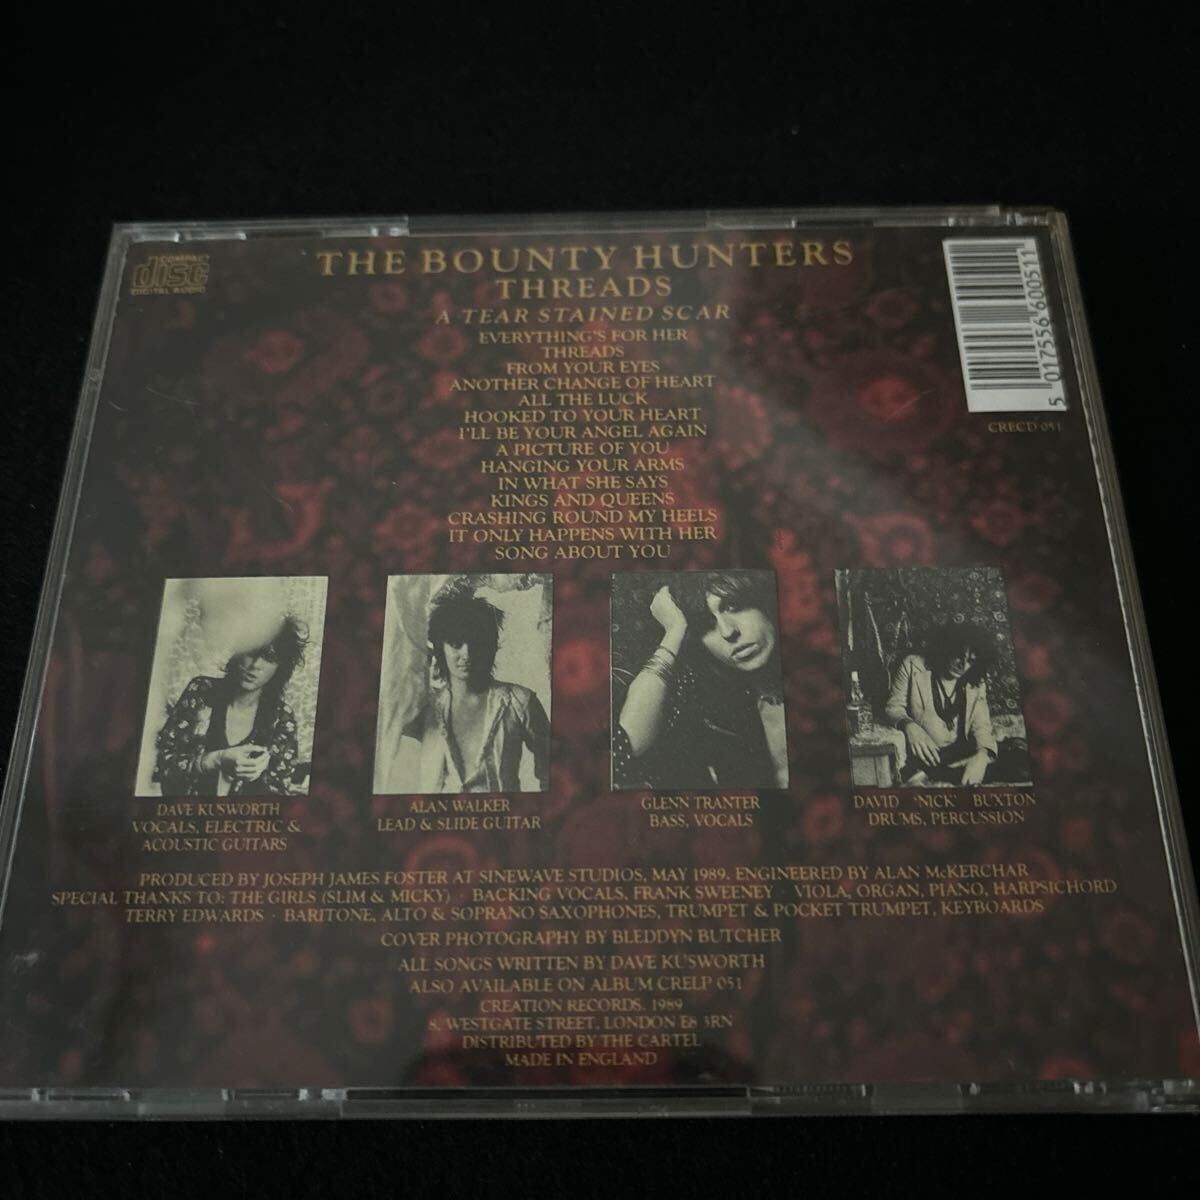 COMPACT
disc
DIGITAL AUDIO
THE BOUNTY HUNTERS
THREADS
A TEAR STAINED SCAR
EVERYTHING'S FOR HER
THREADS
FROM YOUR EYES
ANOTHER CHANGE OF HEART
ALL THE LUCK
HOOKED TO YOUR HEART
I'LL BE YOUR ANGEL AGAIN
A PICTURE OF YOU
HANGING YOUR ARMS
IN WHAT SHE SAYS
KINGS AND QUEENS
CRASHING ROUND MY HEELS
IT ONLY HAPPENS WITH HER
SONG ABOUT YOU
5 017556 600511
CRECD 051
DAVE KUSWORTH
VOCALS, ELECTRIC &
ACOUSTIC GUITARS
ALAN WALKER
LEAD & SLIDE GUITAR
GLENN TRANTER
BASS, VOCALS
DAVID 'NICK' BUXTON
DRUMS, PERCUSSION
PRODUCED BY JOSEPH JAMES FOSTER AT SINEWAVE STUDIOS, MAY 1989. ENGINEERED BY ALAN McKERCHAR
SPECIAL THANKS TO: THE GIRLS (SLIM & MICKY) · BACKING VOCALS, FRANK SWEENEY · VIOLA, ORGAN, PIANO, HARPSICHORD
TERRY EDWARDS · BARITONE, ALTO & SOPRANO SAXOPHONES, TRUMPET & POCKET TRUMPET, KEYBOARDS
COVER PHOTOGRAPHY BY BLEDDYN BUTCHER
ALL SONGS WRITTEN BY DAVE KUSWORTH
ALSO AVAILABLE ON ALBUM CRELP 051
CREATION RECORDS. 1989
8, WESTGATE STREET, LONDON E8 3RN
DISTRIBUTED BY THE CARTEL
MADE IN ENGLAND